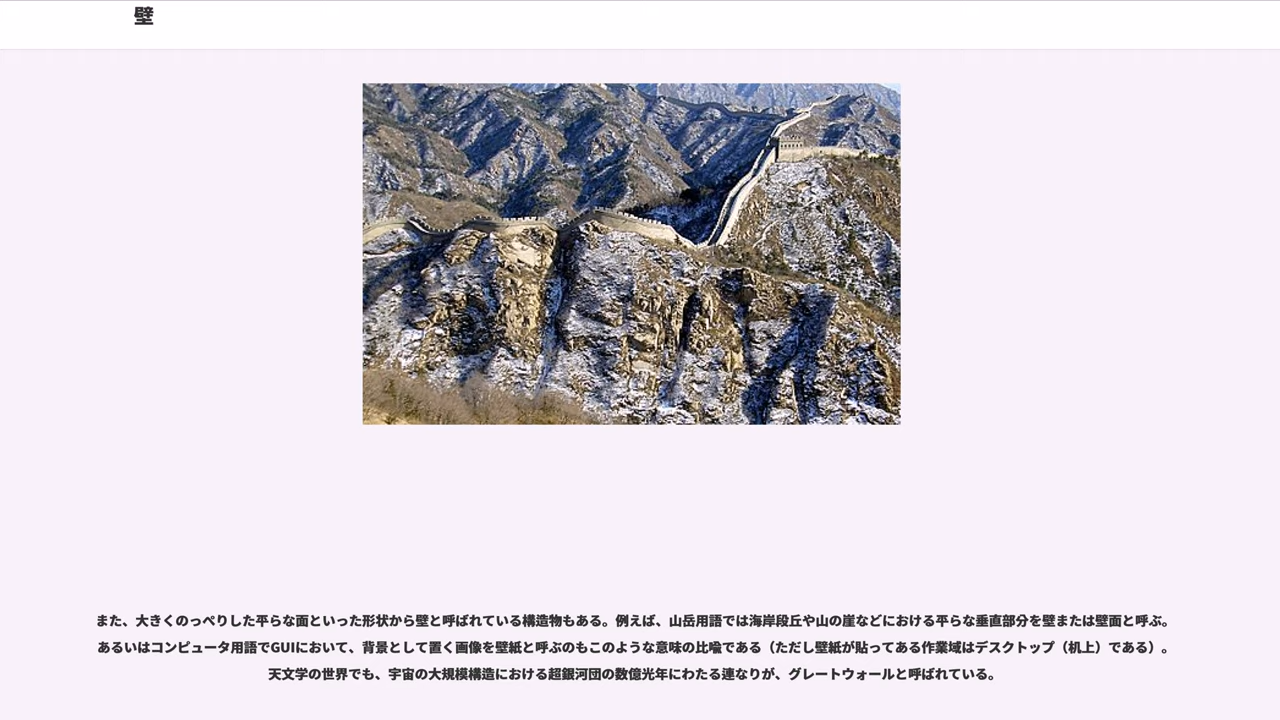 壁
また、大きくのっぺりした平らな面といった形状から壁と呼ばれている構造物もある。例えば、山岳用語では海岸段丘や山の崖などにおける平らな垂直部分を壁または壁面と呼ぶ。
あるいはコンピュータ用語でGUIにおいて、背景として置く画像を壁紙と呼ぶのもこのような意味の比喩である（ただし壁紙が貼ってある作業域はデスクトップ（机上）である）。
天文学の世界でも、宇宙の大規模構造における超銀河団の数億光年にわたる連なりが、グレートウォールと呼ばれている。